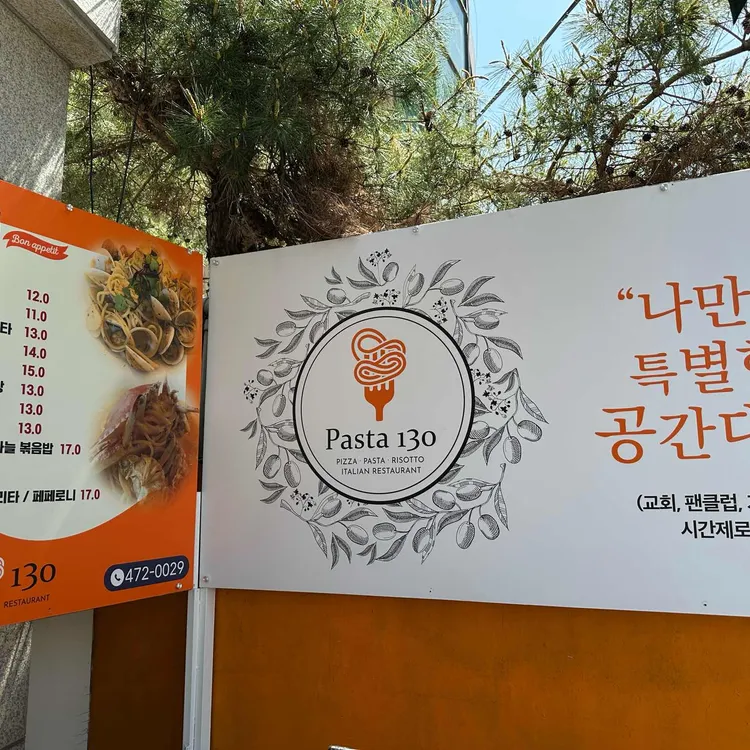 Bon appetit
12.0
11.0
타 13.0
14.0
15.0
13.0
13.0
13.0
마늘 볶음밥 17.0
리타 / 페페로니 17.0
130
RESTAURANT
472-0029
Pasta 130
PIZZA · PASTA · RISOTTO
ITALIAN RESTAURANT
“나만
특별
공간
(교회, 팬클럽,
시간제로